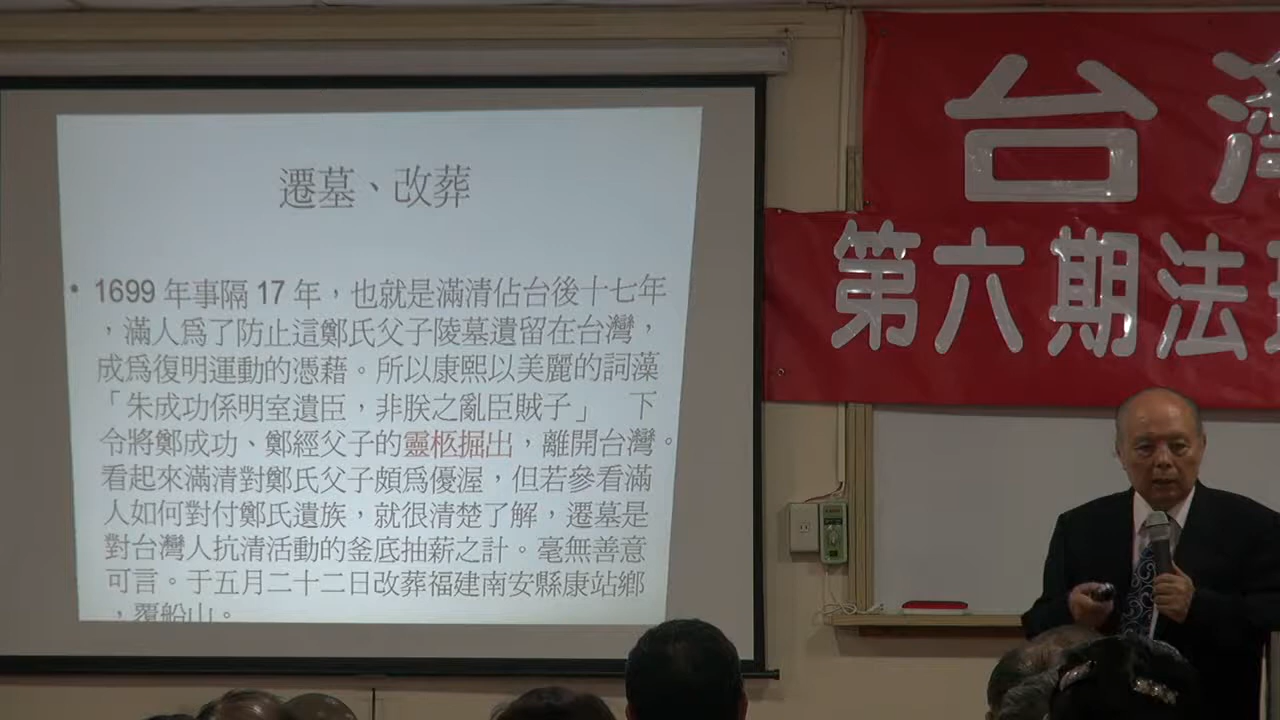 遷墓、改葬
• 1699 年事隔 17 年，也就是滿清佔台後十七年
，滿人為了防止這鄭氏父子陵墓遺留在台灣，
成為復明運動的憑藉。所以康熙以美麗的詞藻
「朱成功係明室遺臣，非朕之亂臣賊子」　下
令將鄭成功、鄭經父子的靈柩掘出，離開台灣。
看起來滿清對鄭氏父子頗為優渥，但若參看滿
人如何對付鄭氏遺族，就很清楚了解，遷墓是
對台灣人抗清活動的釜底抽薪之計。毫無善意
可言。于五月二十二日改葬福建南安縣康站鄉
，覆船山。
台灣
第六期法